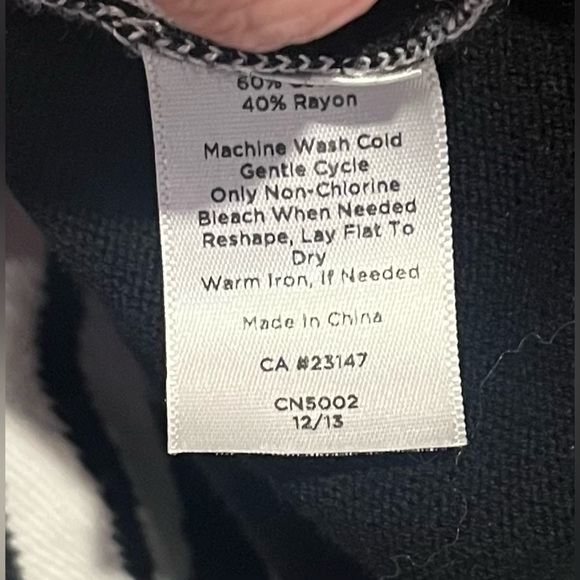 60%
40% Rayon
Machine Wash Cold
Gentle Cycle
Only Non-Chlorine
Bleach When Needed
Reshape, Lay Flat To
Dry
Warm Iron, If Needed
Made In China
CA #23147
CN5002
12/13